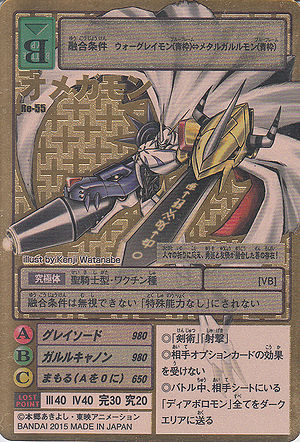 B
融合条件 ウォーグレイモン(青枠)⇔メタルガルルモン(青枠)
オメガモン
Re-55
illust by Kenji Watanabe
究極体 聖騎士型・ワクチン種 [VB]
融合条件は無視できない「特殊能力なし」にされない
A グレイソード 980
B ガルルキャノン 980
C まもる(Aを0に) 650
◎「剣術」「射撃」
◎相手オプションカードの効果
を受けない
◎バトル中、相手シートにいる
「ディアボロモン」全てをダーク
エリアに送る
LOST POINT III40 IV40 完30 究20
©本郷あきよし・東映アニメーション
BANDAI 2015 MADE IN JAPAN